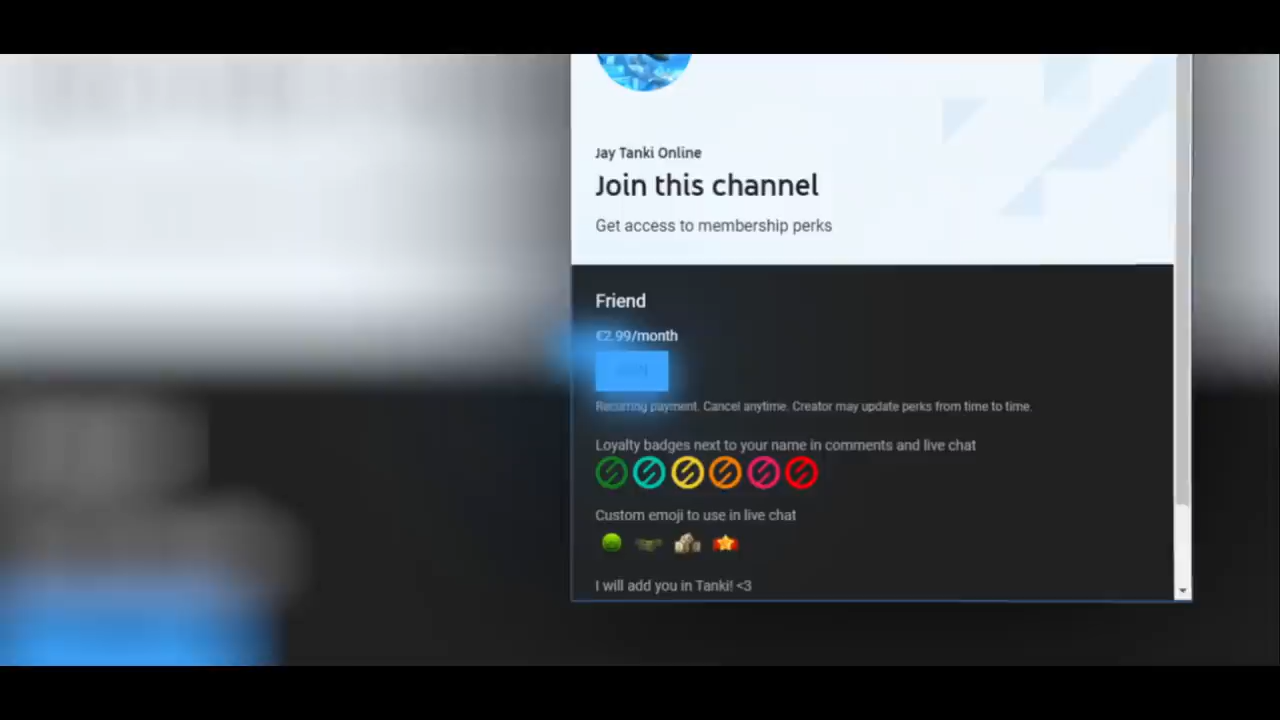 Jay Tanki Online
Join this channel
Get access to membership perks
Friend
€2.99/month
Recurring payment. Cancel anytime. Creator may update perks from time to time.
Loyalty badges next to your name in comments and live chat
Custom emoji to use in live chat
I will add you in Tanki! <3